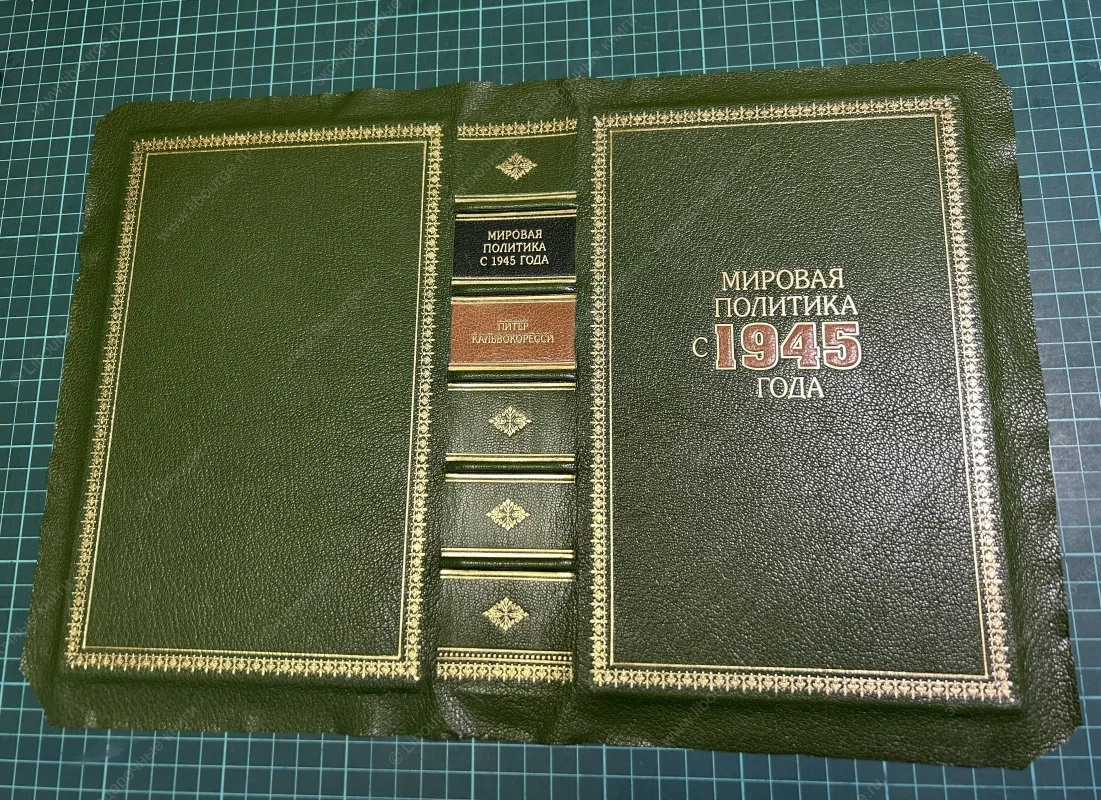 МИРОВАЯ
ПОЛИТИКА
С 1945 ГОДА
ПИТЕР
КАЛЬВОКОРЕССИ
МИРОВАЯ
ПОЛИТИКА
С 1945
ГОДА